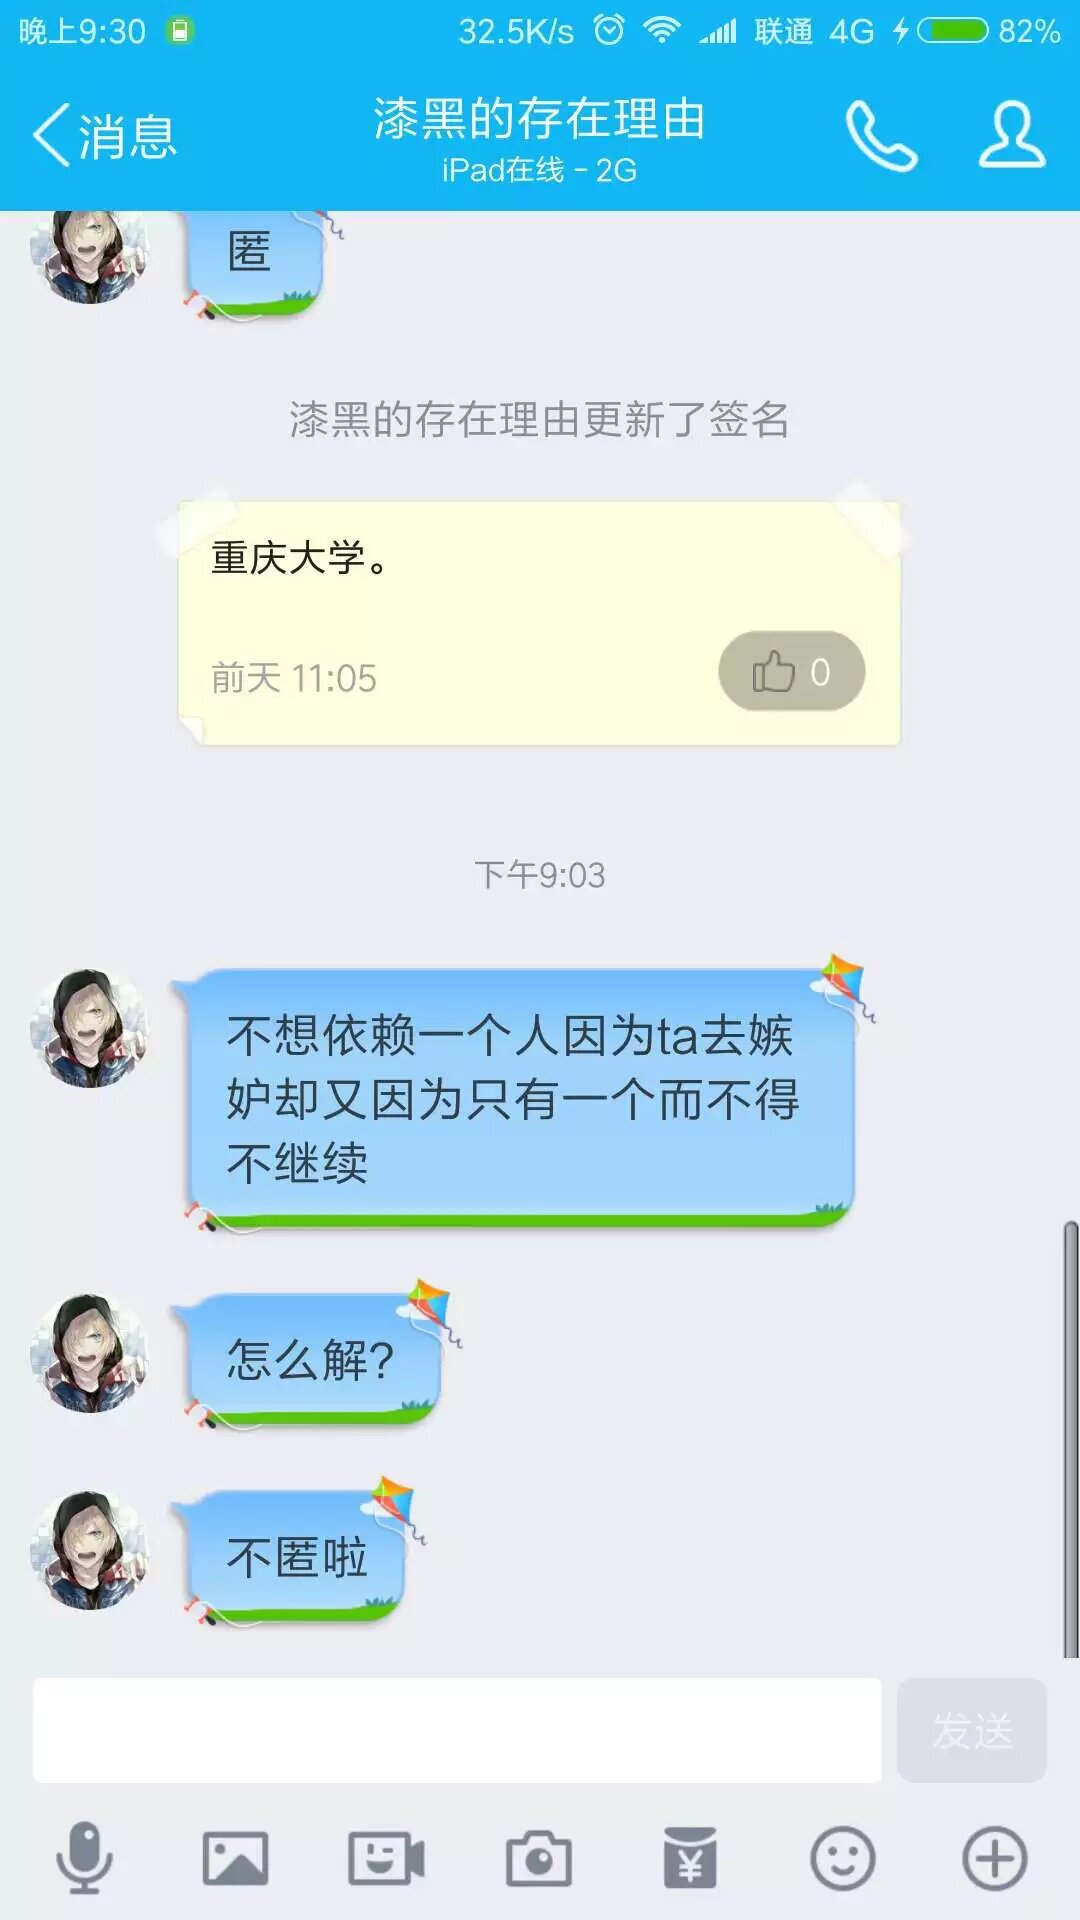 晚上9:30 32.5K/s 联通 4G 82%
消息
漆黑的存在理由
iPad在线 - 2G
匿
漆黑的存在理由更新了签名
重庆大学。
前天 11:05
0
下午9:03
不想依赖一个人因为ta去嫉
妒却又因为只有一个而不得
不继续
怎么解?
不匿啦
发送